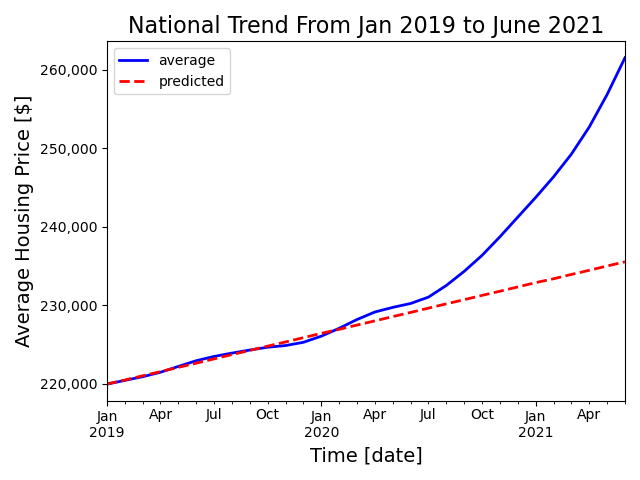 National Trend From Jan 2019 to June 2021
average
predicted
Average Housing Price [$]
260,000
250,000
240,000
230,000
220,000
Jan Apr Jul Oct Jan Apr Jul Oct Jan Apr
2019 2020 2021
Time [date]